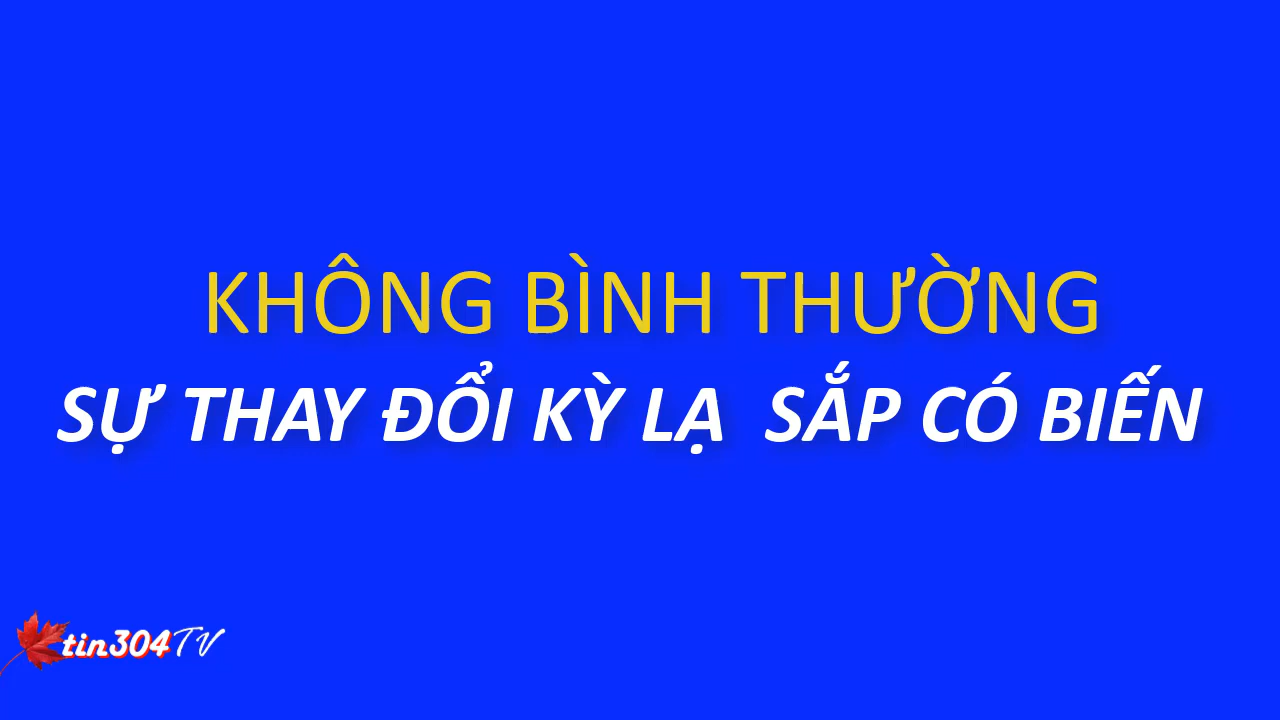 KHÔNG BÌNH THƯỜNG
SỰ THAY ĐỔI KỲ LẠ  SẮP CÓ BIẾN
tin304TV